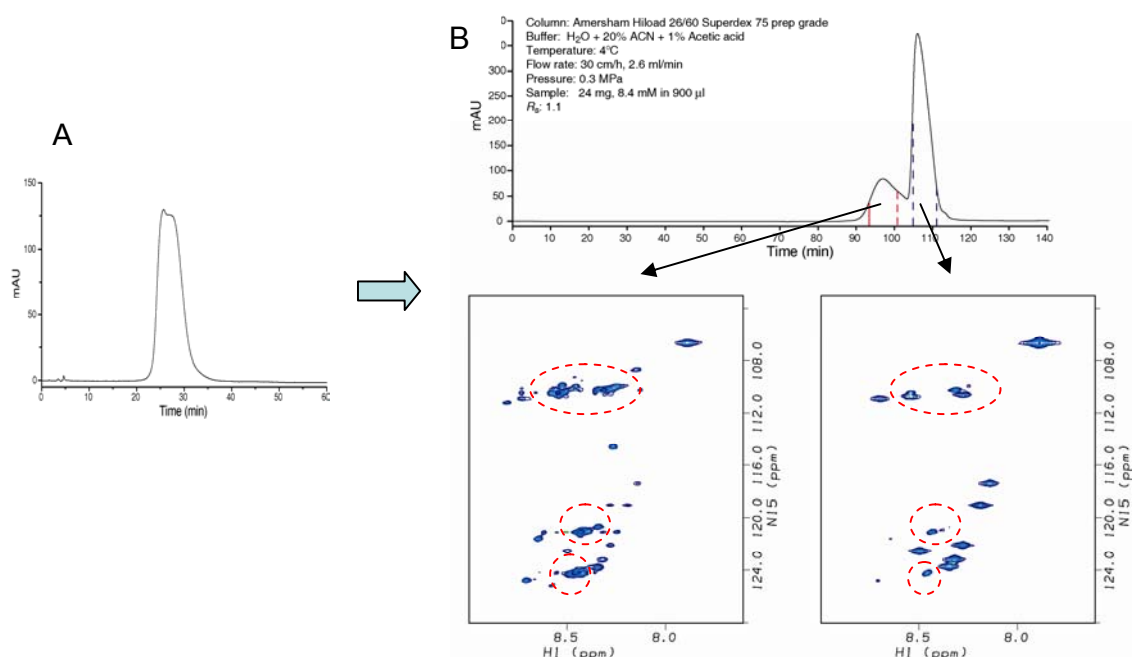 A
150
100
50
0
mAU
0 10 20 30 40 50 60
Time (min)
B
Column: Amersham Hiload 26/60 Superdex 75 prep grade
Buffer: H₂O + 20% ACN + 1% Acetic acid
Temperature: 4°C
Flow rate: 30 cm/h, 2.6 ml/min
Pressure: 0.3 MPa
Sample: 24 mg, 8.4 mM in 900 µl
Rs: 1.1
300
250
200
150
100
50
0
mAU
0 10 20 30 40 50 60 70 80 90 100 110 120 130 140
Time (min)
108.0
112.0
116.0
120.0
124.0
N15 (ppm)
8.5 8.0
H1 (ppm)
108.0
112.0
116.0
120.0
124.0
N15 (ppm)
8.5 8.0
H1 (ppm)